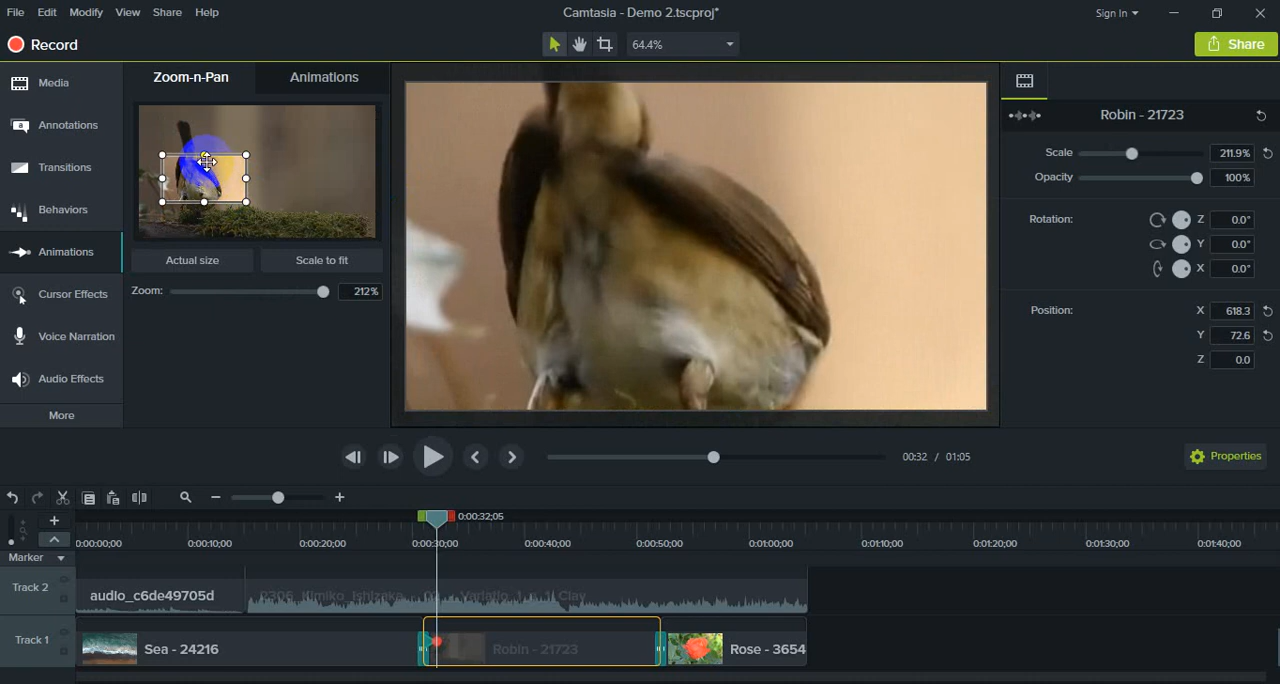 File Edit Modify View Share Help
Camtasia - Demo 2.tscproj*
Sign In
Record
64.4%
Share
Media
Annotations
Transitions
Behaviors
Animations
Cursor Effects
Voice Narration
Audio Effects
More
Zoom-n-Pan Animations
Actual size Scale to fit
Zoom: 212%
Robin - 21723
Scale 211.9%
Opacity 100%
Rotation: Z 0.0°
Y 0.0°
X 0.0°
Position: X 618.3
Y 72.6
Z 0.0
00:32 / 01:05
Properties
0:00:32;05
0:00:00;00 0:00:10;00 0:00:20;00 0:00:30;00 0:00:40;00 0:00:50;00 0:01:00;00 0:01:10;00 0:01:20;00 0:01:30;00 0:01:40;00
Marker
Track 2
audio_c6de49705d
Kimiko_Ishizaka
Track 1
Sea - 24216
Robin - 21723
Rose - 3654